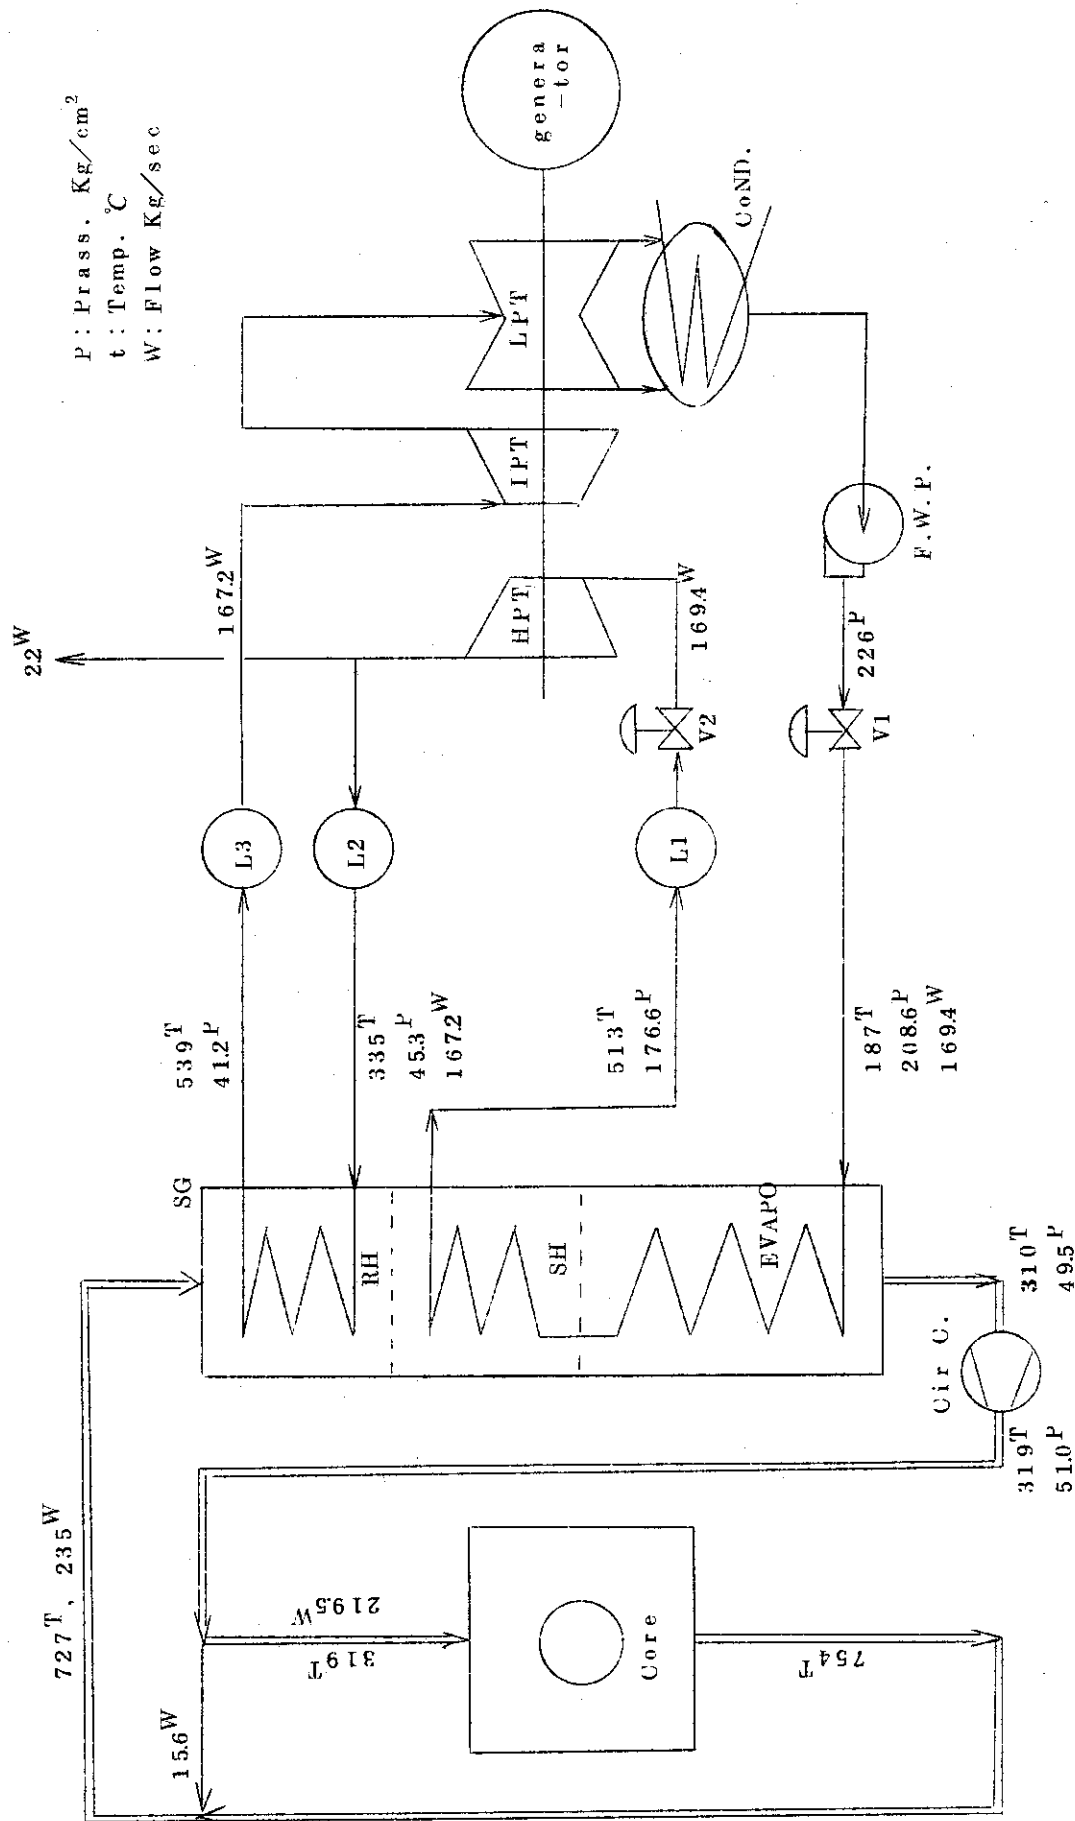 P : Prass. Kg/cm²
t : Temp. ℃
W : Flow Kg/sec
genera
-tor
LPT
CoND.
IPT
HPT
F.W.P.
22ᵂ
167.2ᵂ
169.4ᵂ
226ᴾ
V2
V1
L3
L2
L1
539ᵀ
41.2ᴾ
335ᵀ
45.3ᴾ
167.2ᵂ
513ᵀ
176.6ᴾ
187ᵀ
208.6ᴾ
169.4ᵂ
SG
RH
SH
EVAPO
310ᵀ
49.5ᴾ
Cir C.
319ᵀ
51.0ᴾ
727ᵀ, 235ᵂ
219.5ᵂ
319ᵀ
Core
754ᵀ
15.6ᵂ